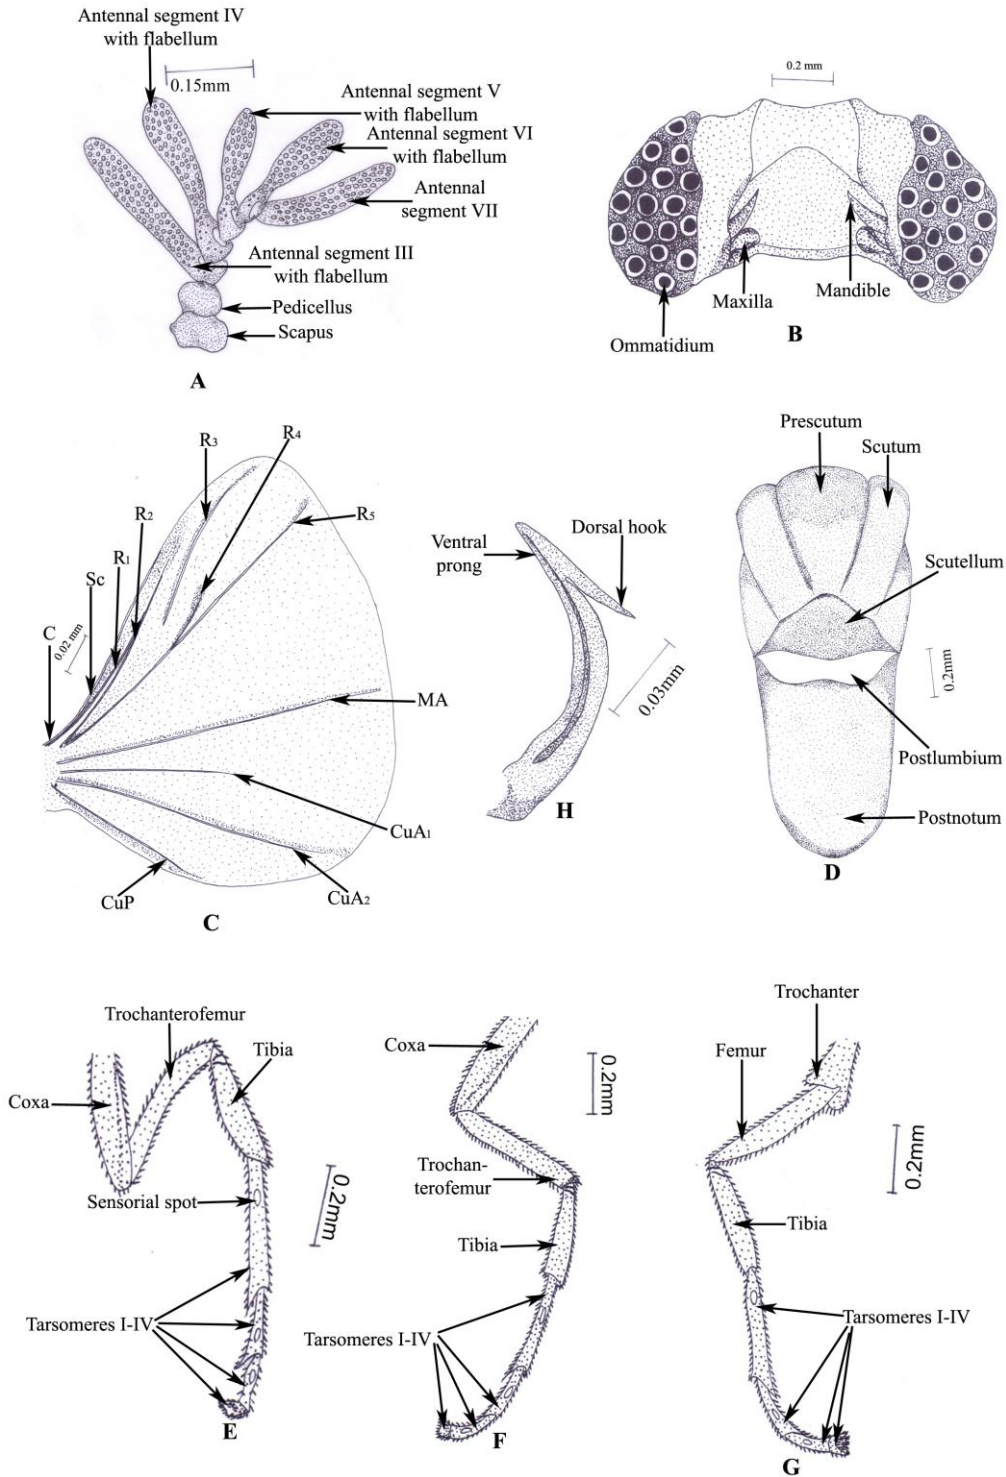 Antennal segment IV
with flabellum
0.15mm
Antennal segment V
with flabellum
Antennal segment VI
with flabellum
Antennal
segment VII
Antennal segment III
with flabellum
Pedicellus
Scapus
A
0.2 mm
Maxilla
Mandible
Ommatidium
B
R3
R4
R2
R5
R1
Sc
C
0.02 mm
MA
CuA1
CuA2
CuP
C
Ventral
prong
Dorsal hook
0.03mm
H
Prescutum
Scutum
Scutellum
0.2mm
Postlumbium
Postnotum
D
Trochanterofemur
Tibia
Coxa
Sensorial spot
0.2mm
Tarsomeres I-IV
E
Coxa
0.2mm
Trochan-
terofemur
Tibia
Tarsomeres I-IV
F
Trochanter
Femur
0.2mm
Tibia
Tarsomeres I-IV
G